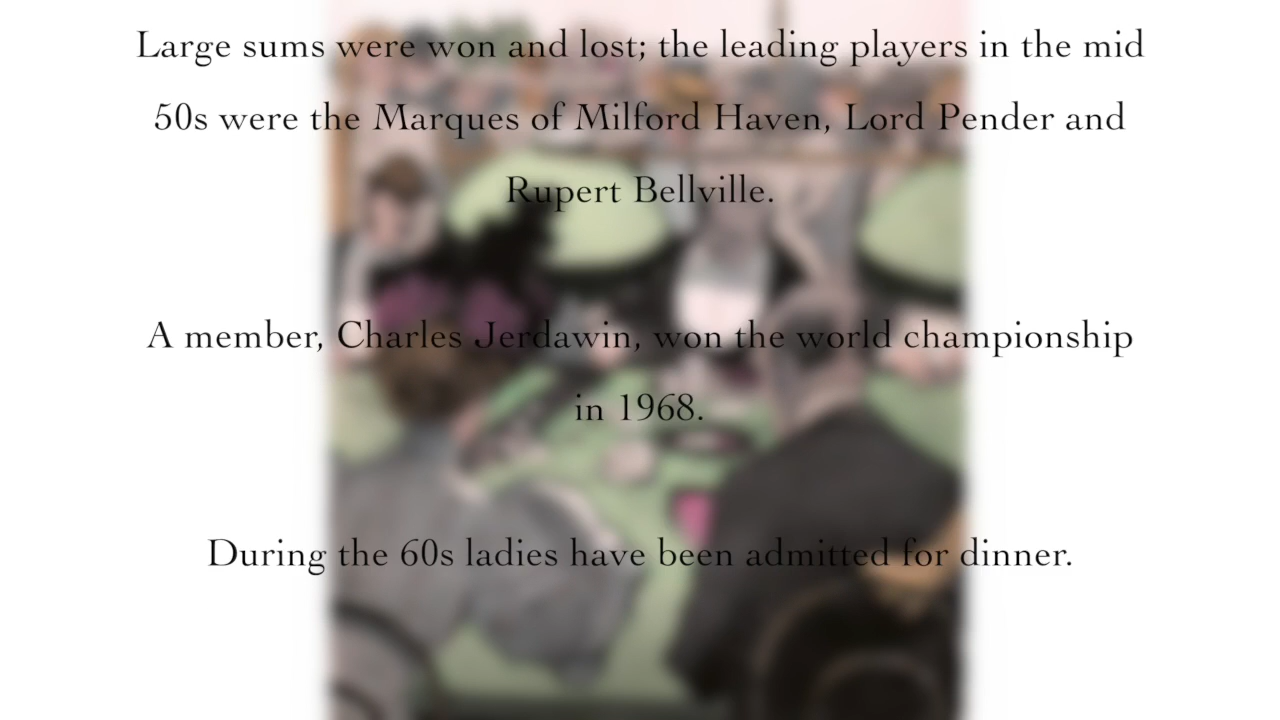 Large sums were won and lost; the leading players in the mid
50s were the Marques of Milford Haven, Lord Pender and
Rupert Bellville.
A member, Charles Jerdawin, won the world championship
in 1968.
During the 60s ladies have been admitted for dinner.